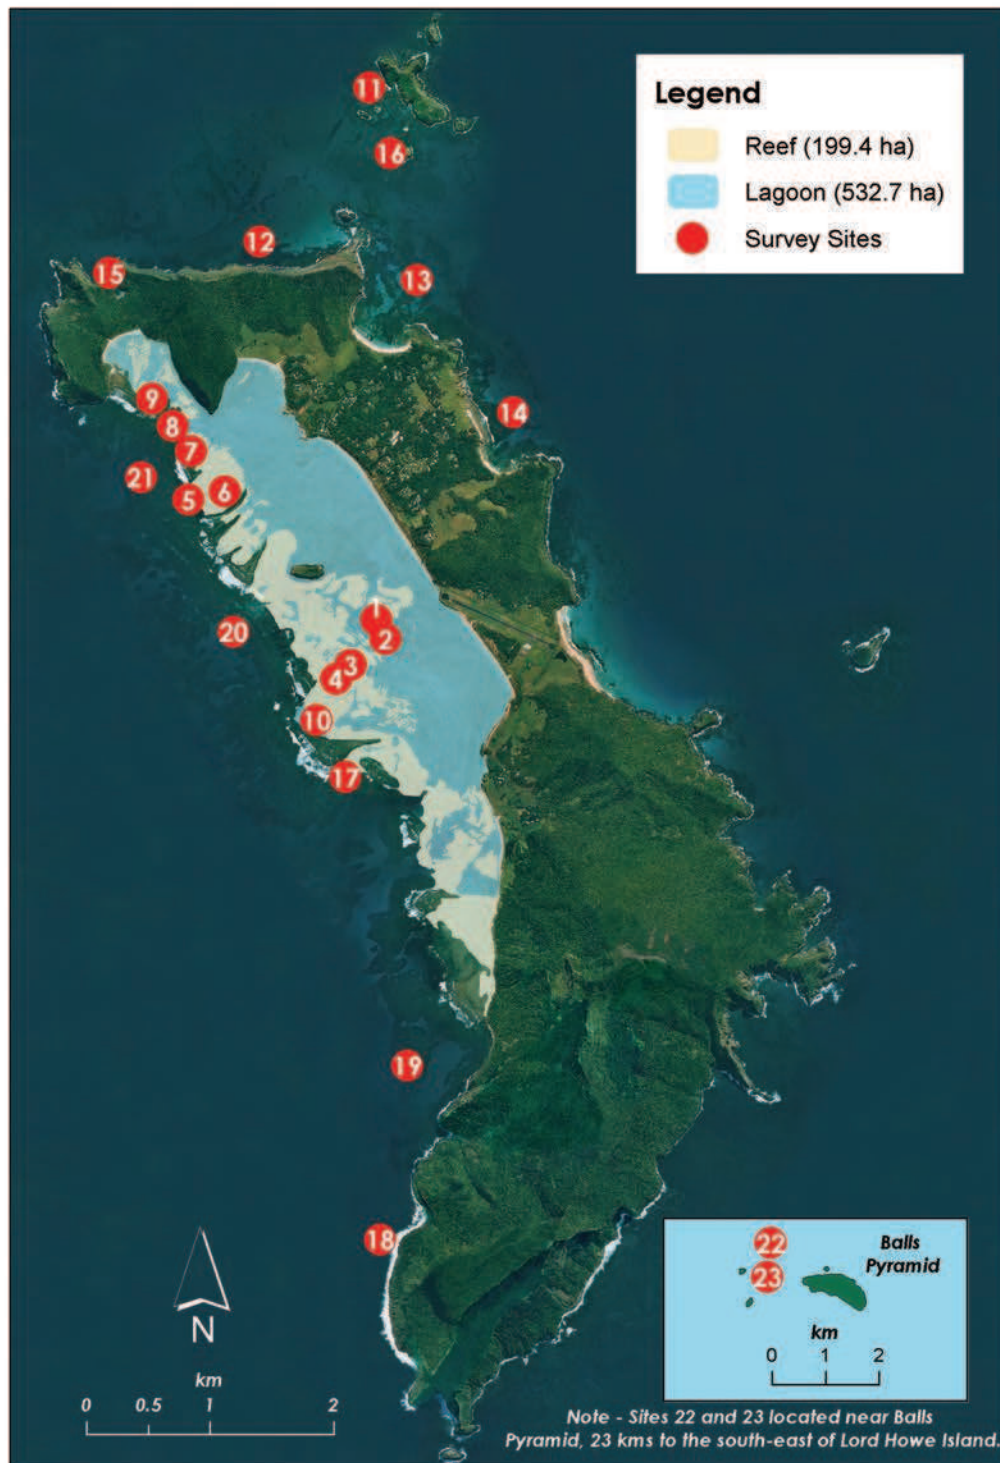 Legend
Reef (199.4 ha)
Lagoon (532.7 ha)
Survey Sites
11
16
12
13
15
14
9
8
7
21
6
5
1
2
20
3
4
10
17
19
18
N
km
0 0.5 1 2
22
23
Balls
Pyramid
km
0 1 2
Note - Sites 22 and 23 located near Balls
Pyramid, 23 kms to the south-east of Lord Howe Island.